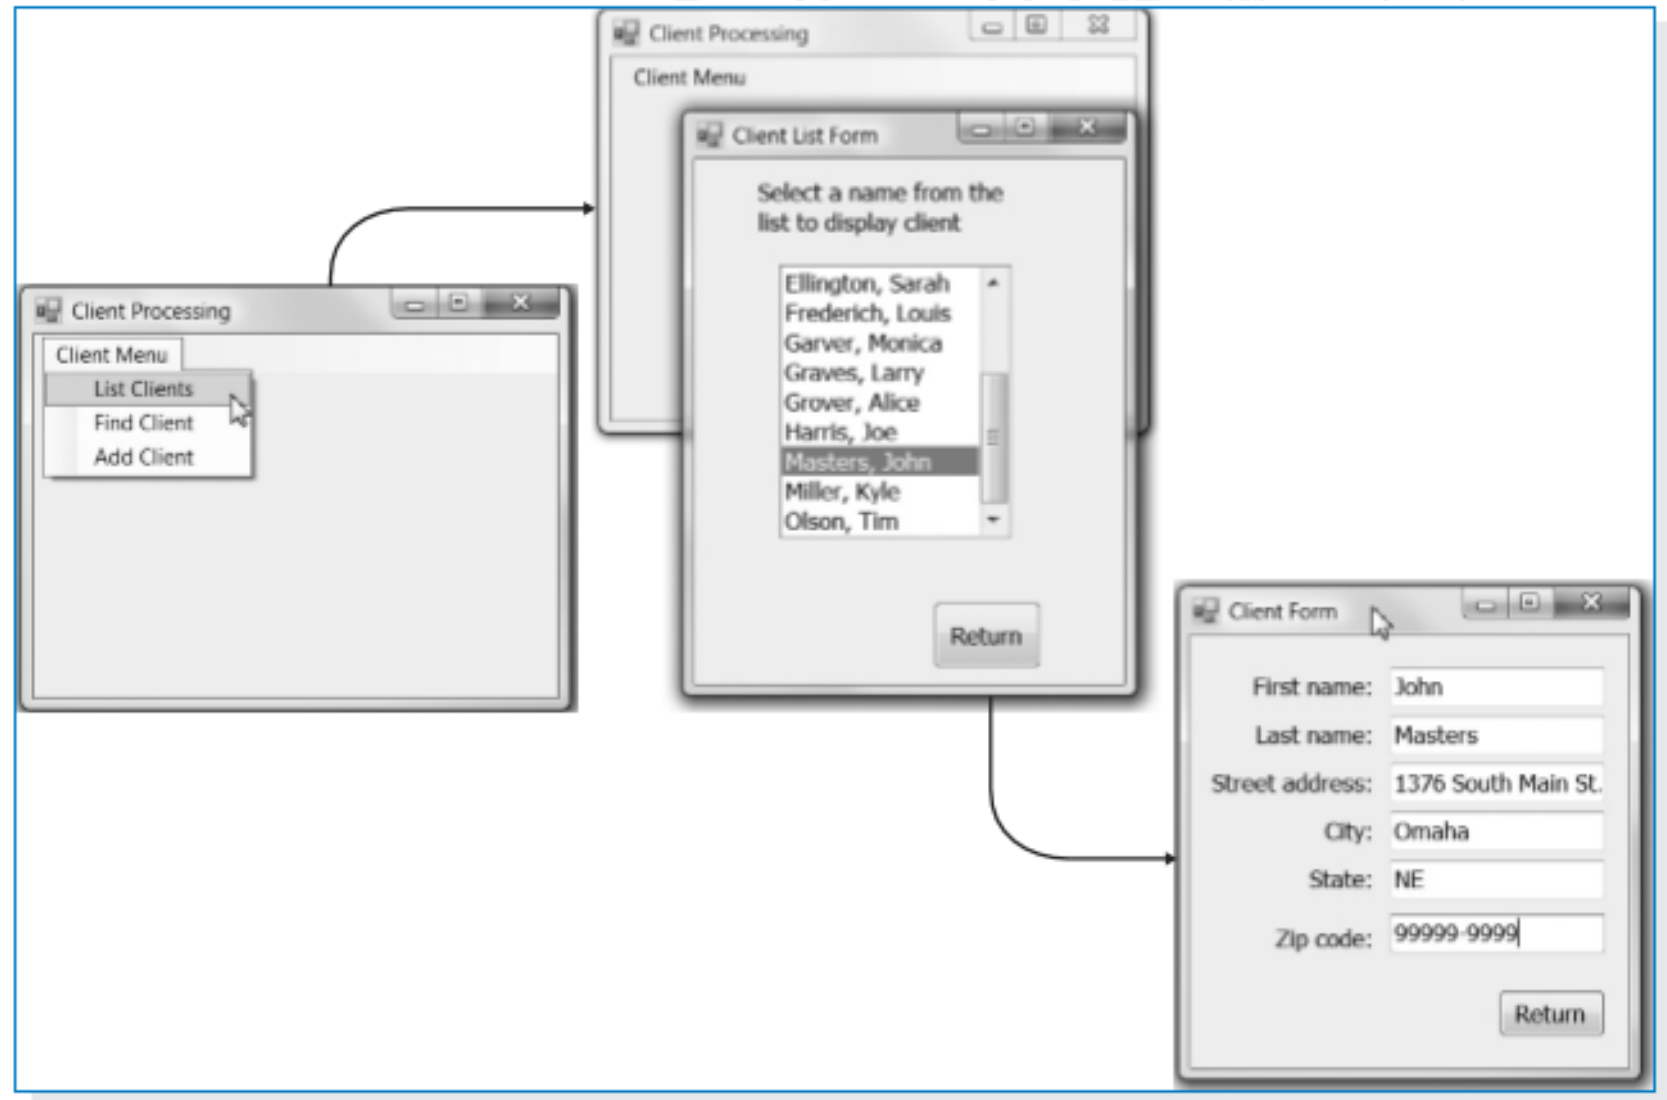 Client Processing
Client Menu
List Clients
Find Client
Add Client
Client Processing
Client Menu
Client List Form
Select a name from the
list to display client
Ellington, Sarah
Frederich, Louis
Garver, Monica
Graves, Larry
Grover, Alice
Harris, Joe
Masters, John
Miller, Kyle
Olson, Tim
Return
Client Form
First name: John
Last name: Masters
Street address: 1376 South Main St.
City: Omaha
State: NE
Zip code: 99999-9999
Return